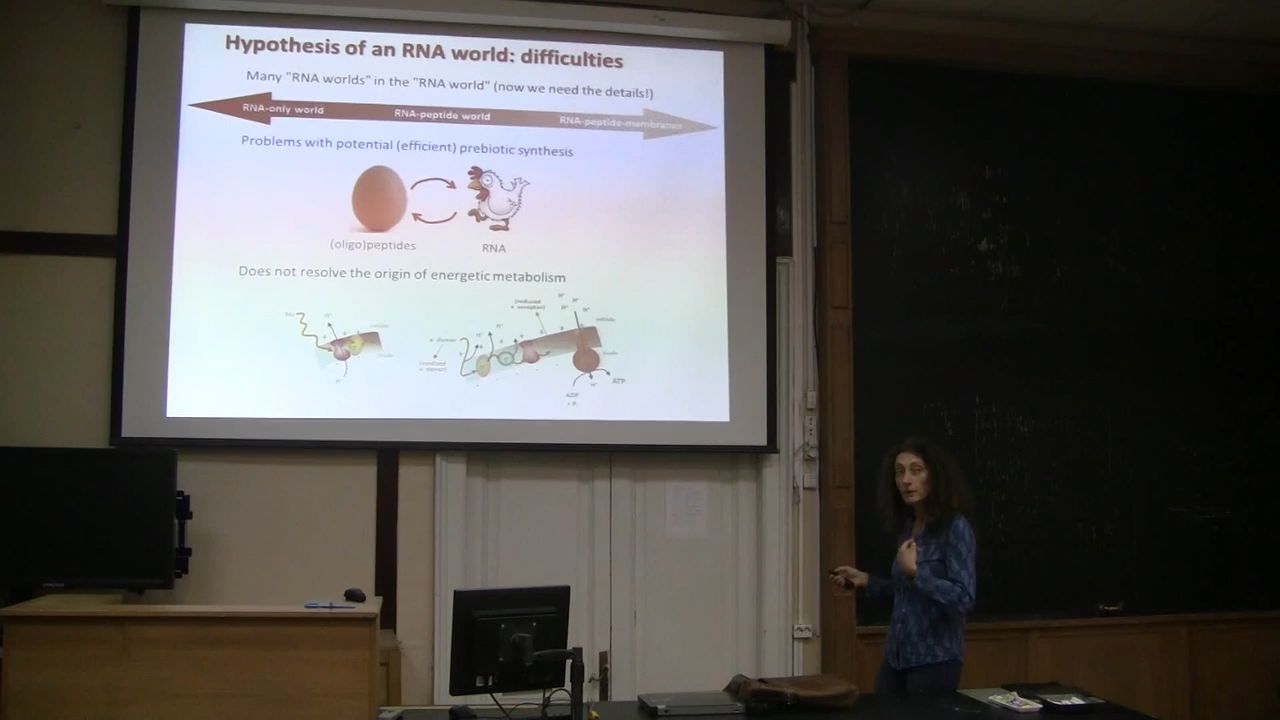 Hypothesis of an RNA world: difficulties
Many "RNA worlds" in the "RNA world" (now we need the details!)
RNA-only world
RNA-peptide world
RNA-peptide-membranes
Problems with potential (efficient) prebiotic synthesis
(oligo)peptides
RNA
Does not resolve the origin of energetic metabolism
H+
H+
H+
ATP
ADP